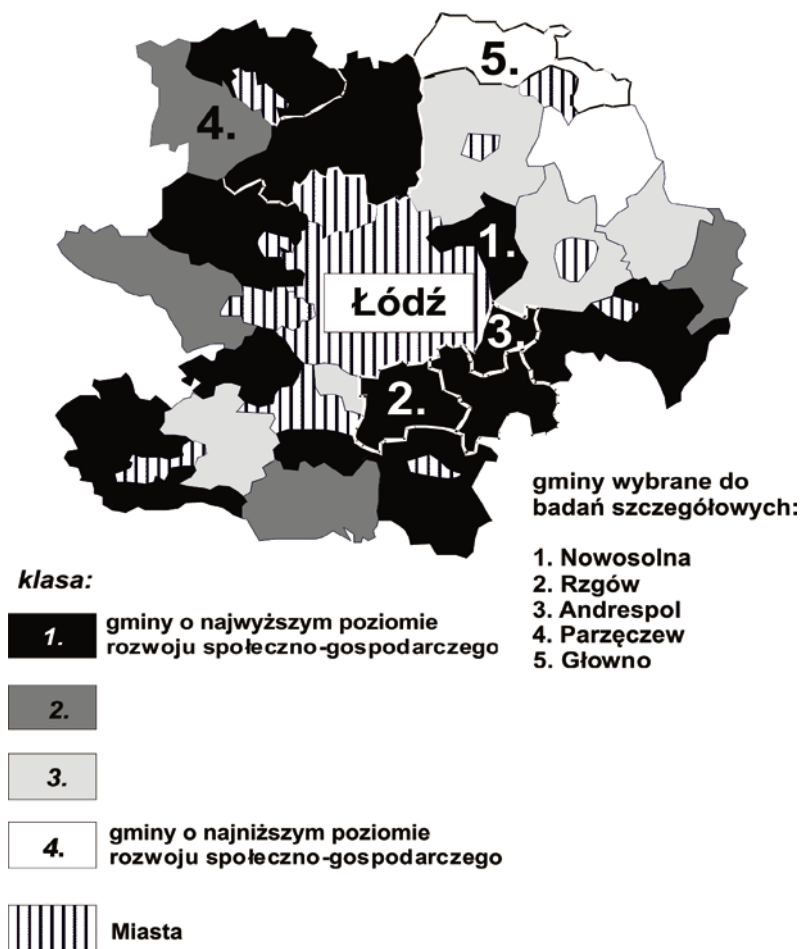 5.
4.
1.
Łódź
3.
2.
gminy wybrane do
badań szczegółowych:
1. Nowosolna
2. Rzgów
3. Andrespol
4. Parzęczew
5. Głowno
klasa:
1.
gminy o najwyższym poziomie
rozwoju społeczno-gospodarczego
2.
3.
4.
gminy o najniższym poziomie
rozwoju społeczno-gospodarczego
Miasta